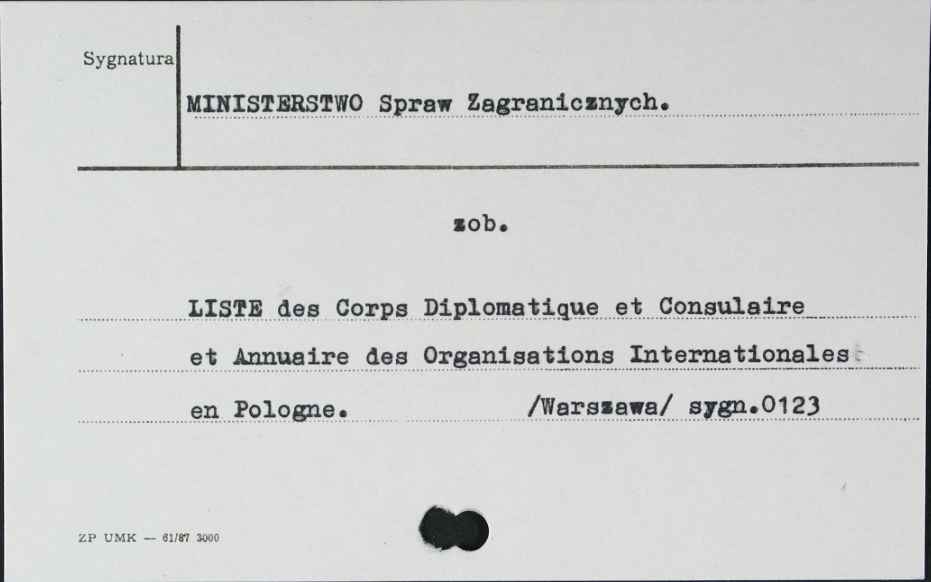 Sygnatura
MINISTERSTWO Spraw Zagranicznych.
zob.
LISTE des Corps Diplomatique et Consulaire
et Annuaire des Organisations Internationales
en Pologne. /Warszawa/ sygn.0123
ZP UMK — 61/87 3000